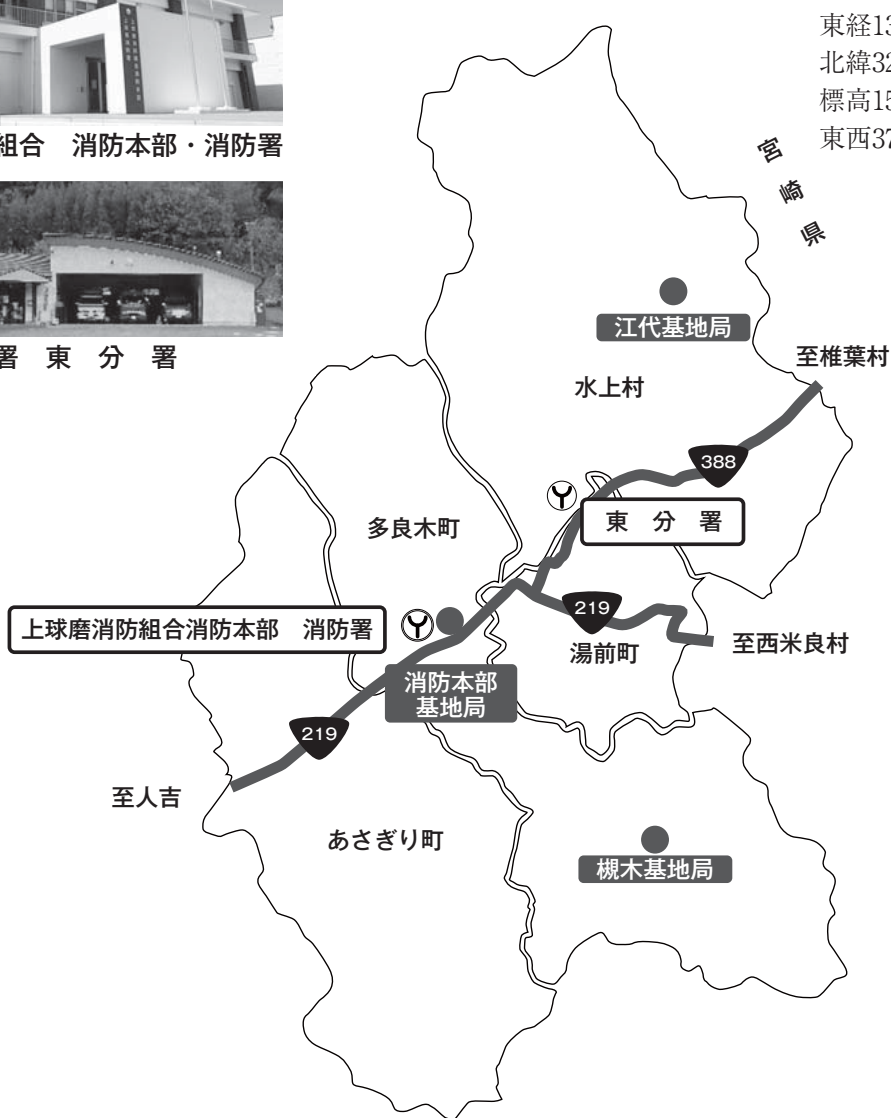 組合 消防本部・消防署
署 東 分 署
東経13
北緯32
標高15
東西37
宮崎県
江代基地局
水上村
至椎葉村
388
東 分 署
多良木町
219
湯前町
至西米良村
上球磨消防組合消防本部 消防署
消防本部
基地局
219
至人吉
あさぎり町
槻木基地局